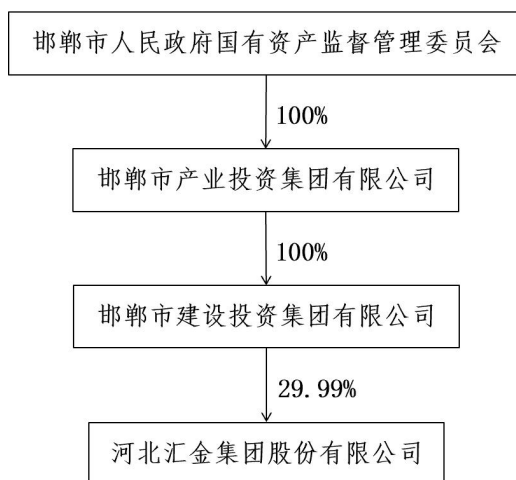 邯郸市人民政府国有资产监督管理委员会
100%
邯郸市产业投资集团有限公司
100%
邯郸市建设投资集团有限公司
29.99%
河北汇金集团股份有限公司